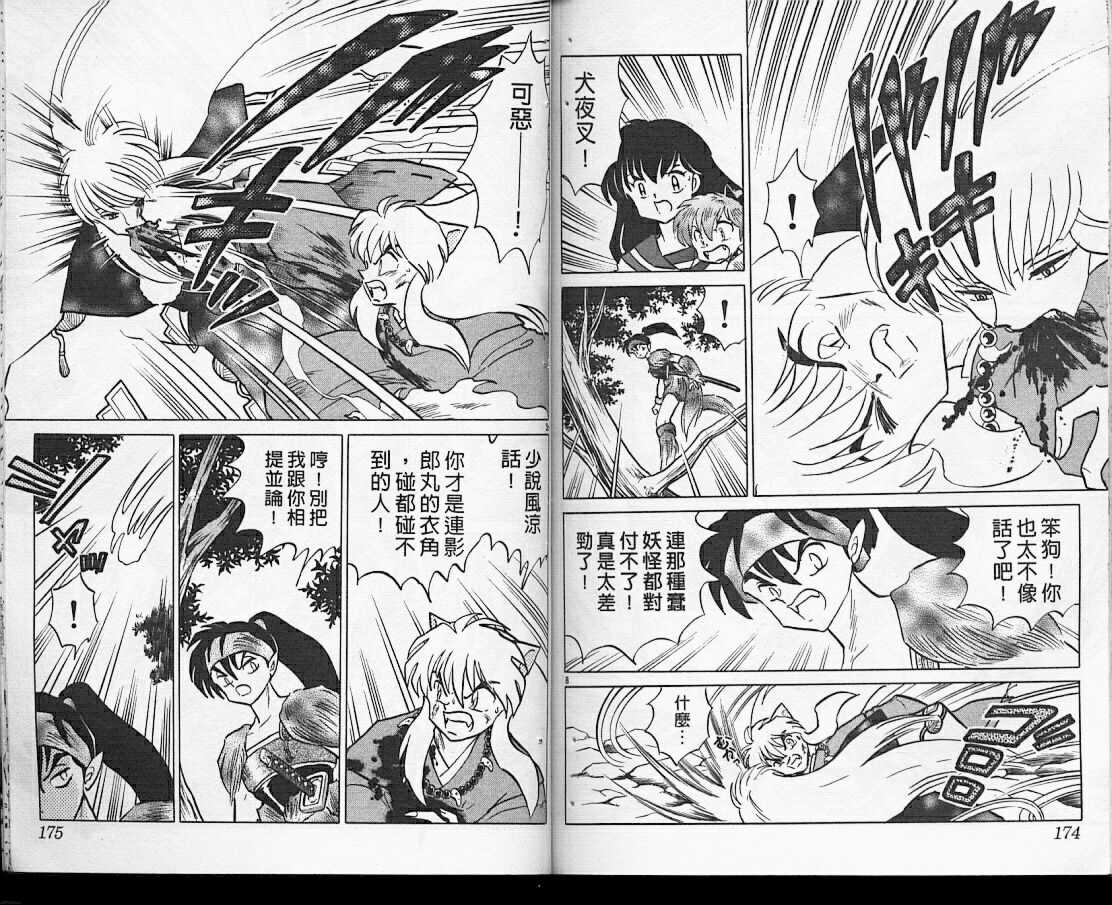 ！
犬夜叉！
！
笨狗！你
也太不像
話了吧！
連那種蠢
妖怪都對
付不了！
真是太差
勁了！
什麼…
174
可惡——！
少說風涼
話！
你才是連影
郎丸的衣角
，碰都碰不
到的人！
哼！別把
我跟你相
提並論！
！
175